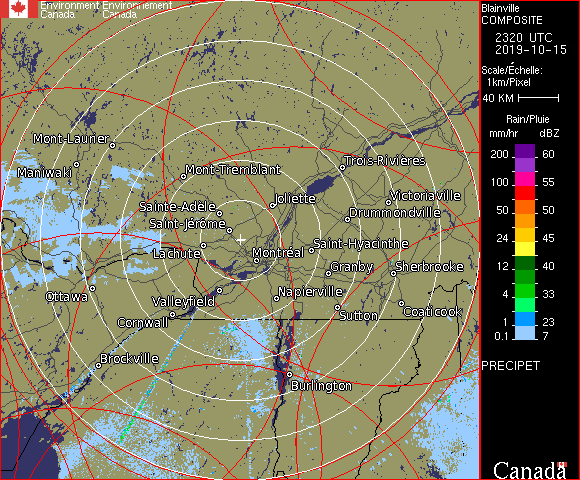 Environment Environnement
Canada Canada
Blainville
COMPOSITE
2320 UTC
2019-10-15
Scale/Échelle:
1km/Pixel
40 KM
Rain/Pluie
mm/hr dBZ
200 60
100 55
50 50
24 45
12 40
4 33
1 23
0.1 7
PRECIPET
Mont-Laurier
Maniwaki
Mont-Tremblant
Trois-Rivières
Sainte-Adèle
Joliette
Victoriaville
Drummondville
Saint-Jérôme
Lachute
Montréal
Saint-Hyacinthe
Granby
Sherbrooke
Ottawa
Valleyfield
Napierville
Cornwall
Sutton
Coaticook
Brockville
Burlington
Canada